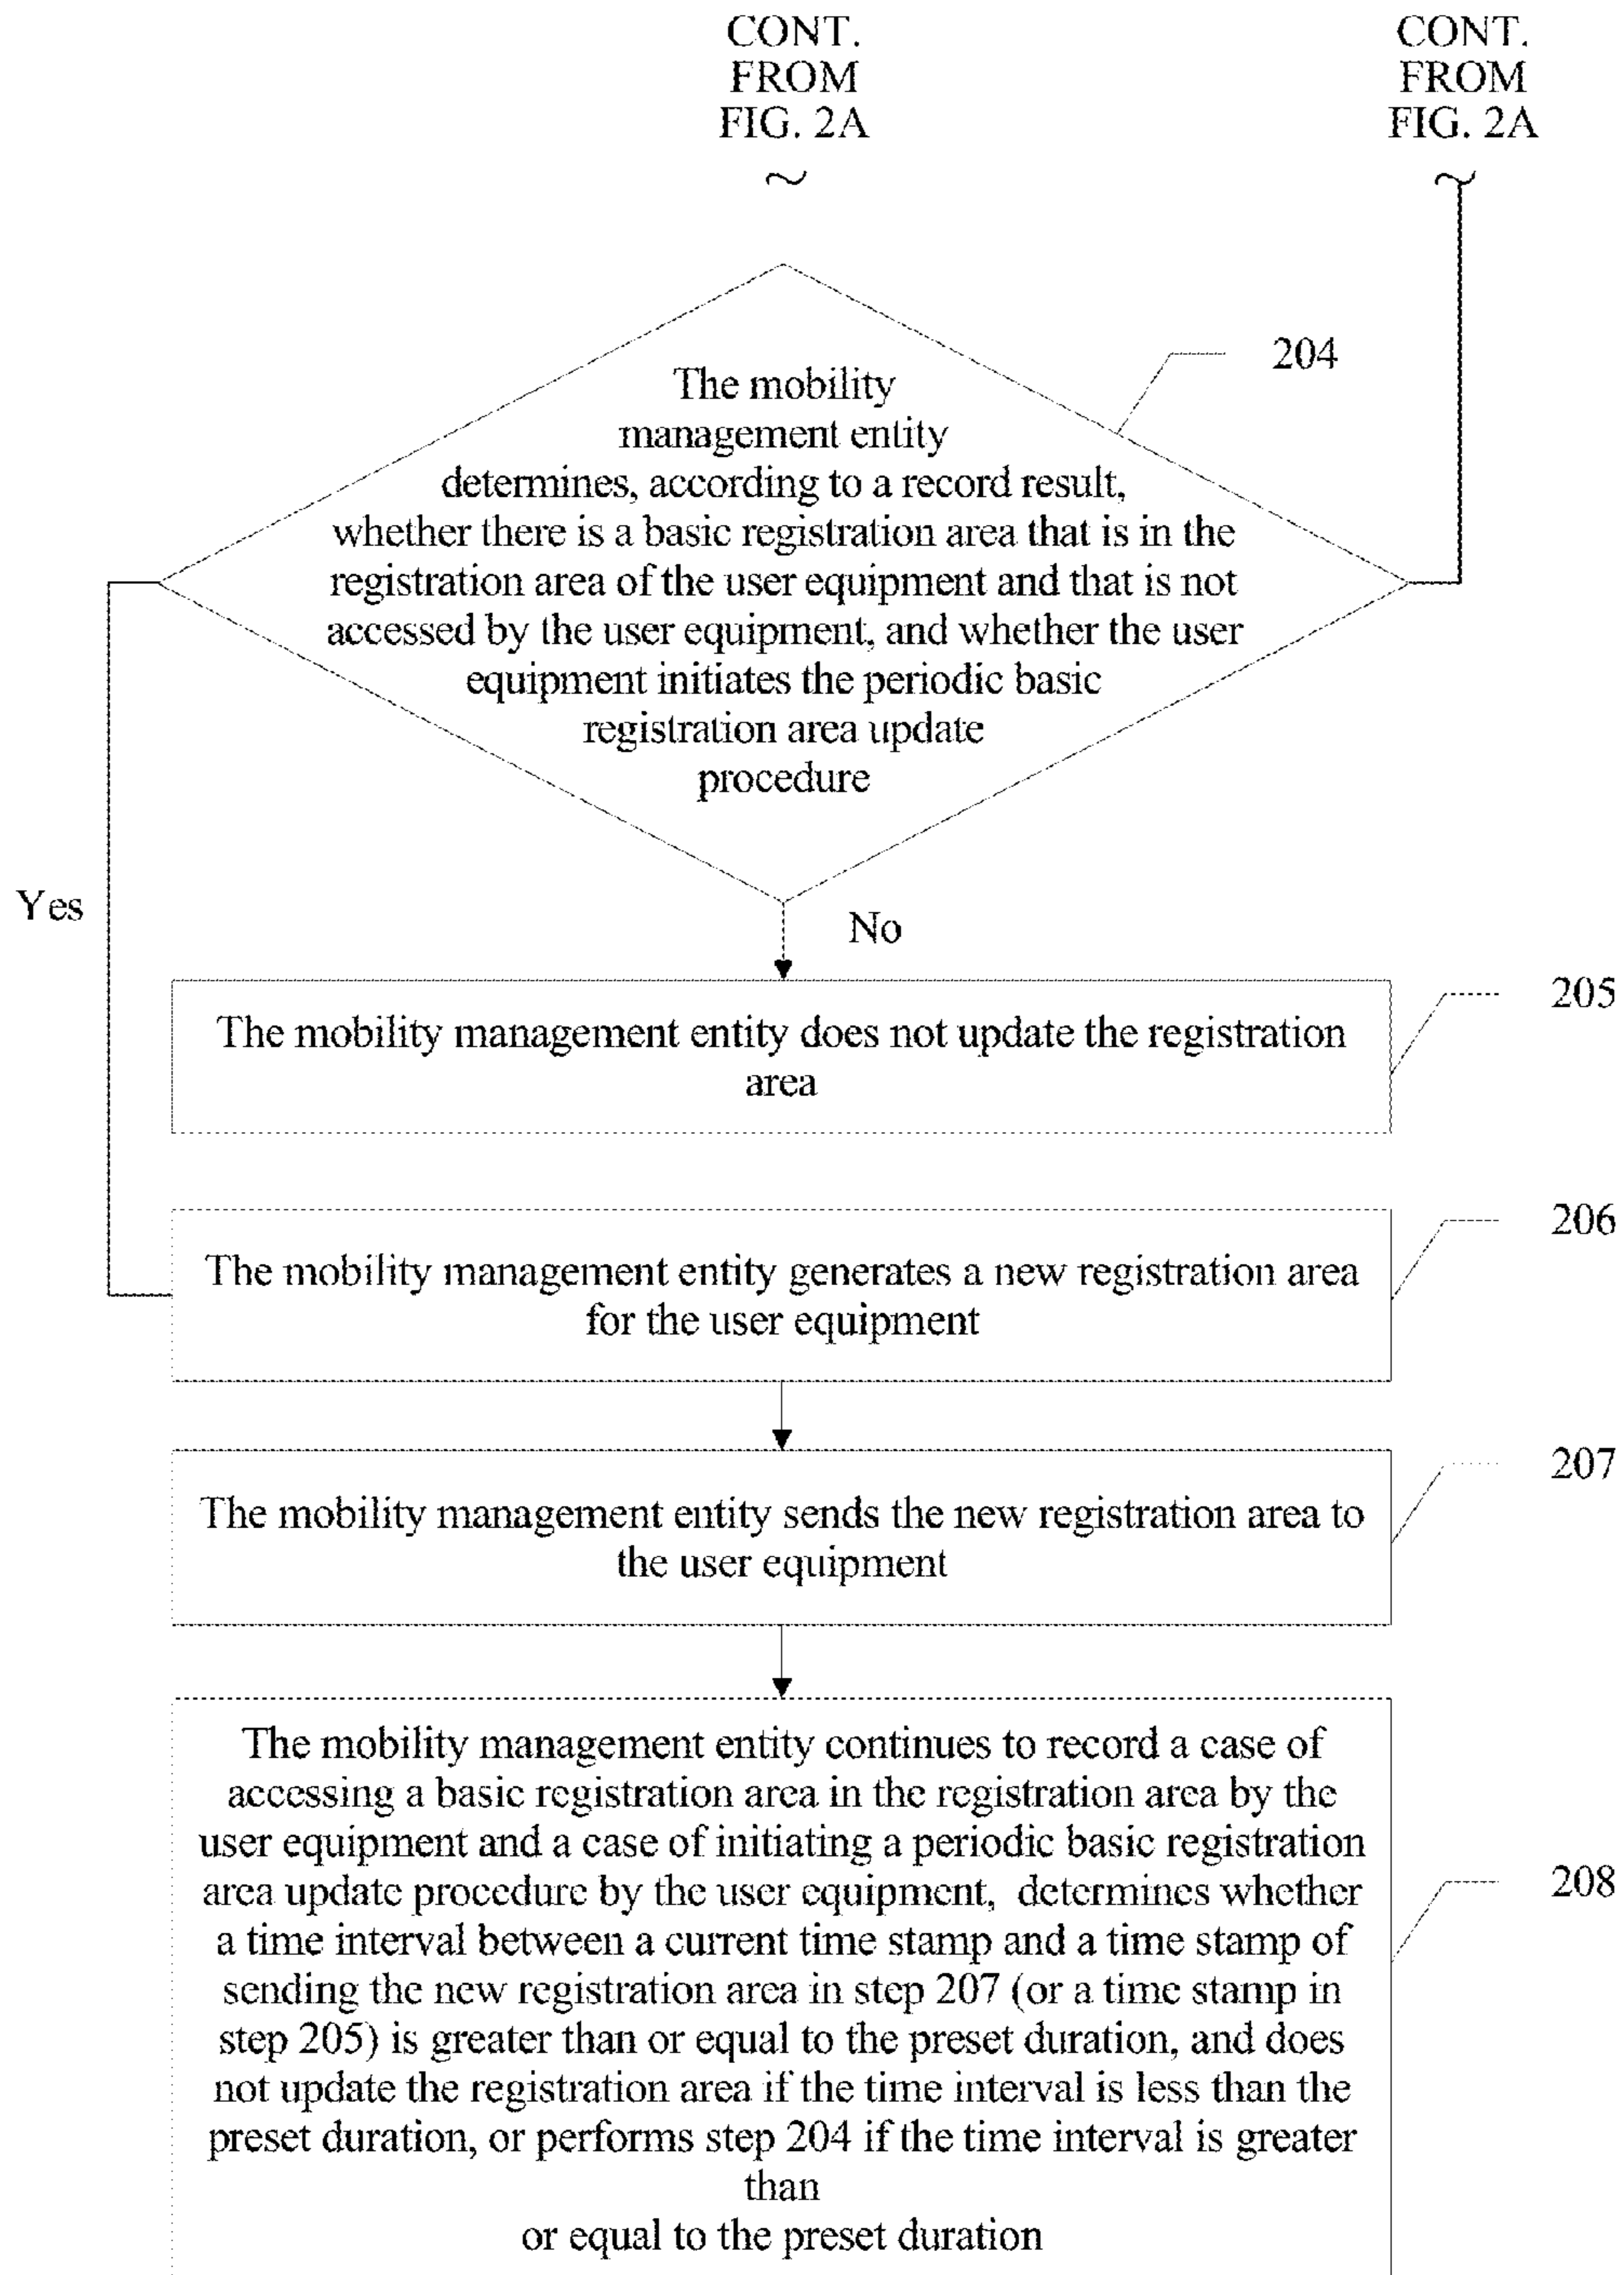 CONT.
FROM
FIG. 2A
CONT.
FROM
FIG. 2A
204
The mobility
management entity
determines, according to a record result,
whether there is a basic registration area that is in the
registration area of the user equipment and that is not
accessed by the user equipment, and whether the user
equipment initiates the periodic basic
registration area update
procedure
Yes
No
205
The mobility management entity does not update the registration
area
206
The mobility management entity generates a new registration area
for the user equipment
207
The mobility management entity sends the new registration area to
the user equipment
The mobility management entity continues to record a case of
accessing a basic registration area in the registration area by the
user equipment and a case of initiating a periodic basic registration
area update procedure by the user equipment, determines whether
a time interval between a current time stamp and a time stamp of
sending the new registration area in step 207 (or a time stamp in
step 205) is greater than or equal to the preset duration, and does
not update the registration area if the time interval is less than the
preset duration, or performs step 204 if the time interval is greater
than
or equal to the preset duration
208